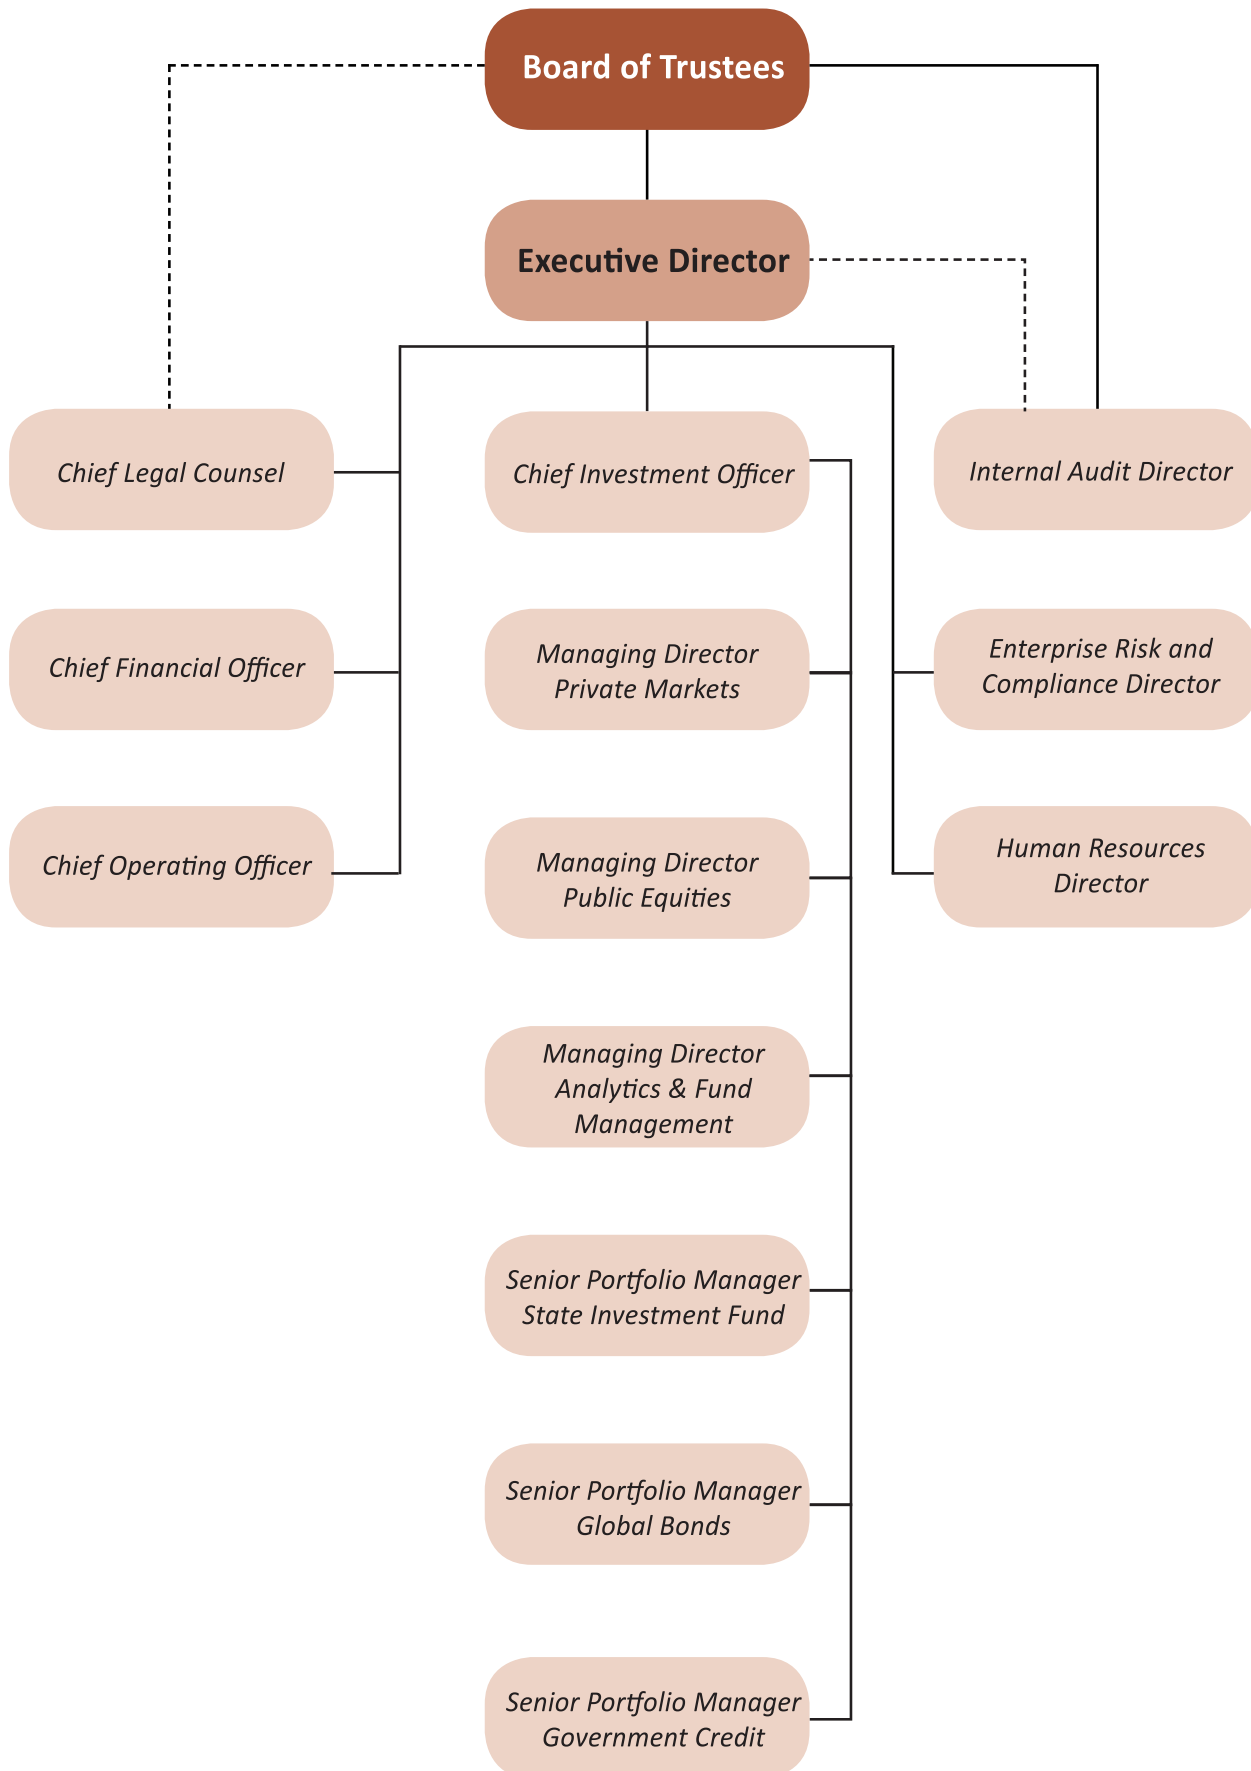 Board of Trustees
Executive Director
Chief Legal Counsel
Chief Investment Officer
Internal Audit Director
Chief Financial Officer
Managing Director
Private Markets
Enterprise Risk and
Compliance Director
Chief Operating Officer
Managing Director
Public Equities
Human Resources
Director
Managing Director
Analytics & Fund
Management
Senior Portfolio Manager
State Investment Fund
Senior Portfolio Manager
Global Bonds
Senior Portfolio Manager
Government Credit